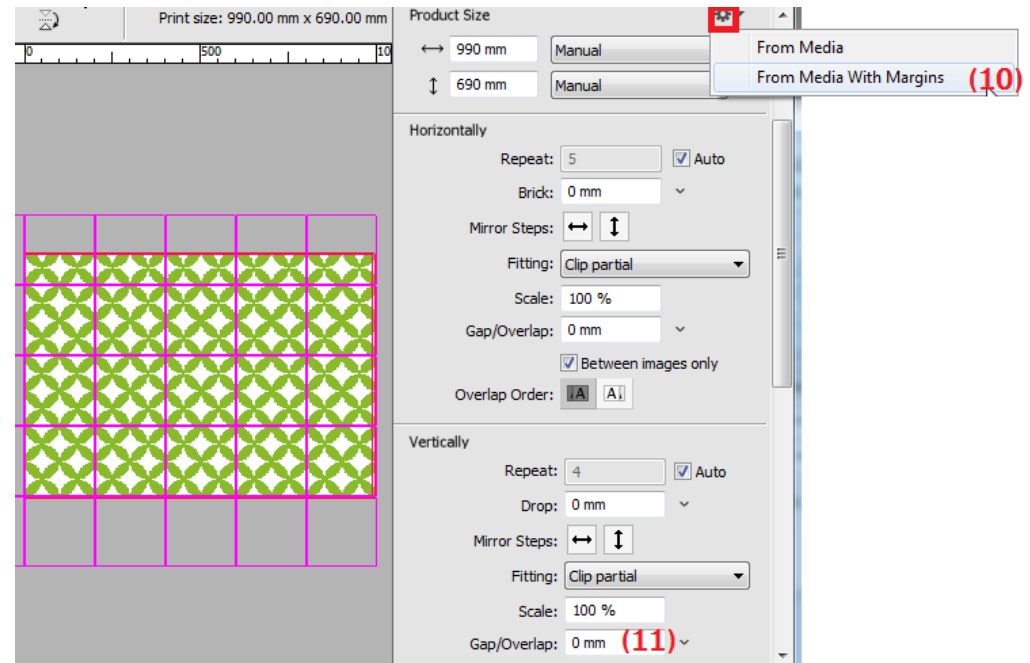 Print size: 990.00 mm x 690.00 mm
0 500 10
Product Size
From Media
From Media With Margins (10)
990 mm Manual
690 mm Manual
Horizontally
Repeat: 5 Auto
Brick: 0 mm
Mirror Steps:
Fitting: Clip partial
Scale: 100 %
Gap/Overlap: 0 mm
Between images only
Overlap Order: A A
Vertically
Repeat: 4 Auto
Drop: 0 mm
Mirror Steps:
Fitting: Clip partial
Scale: 100 %
Gap/Overlap: 0 mm (11)